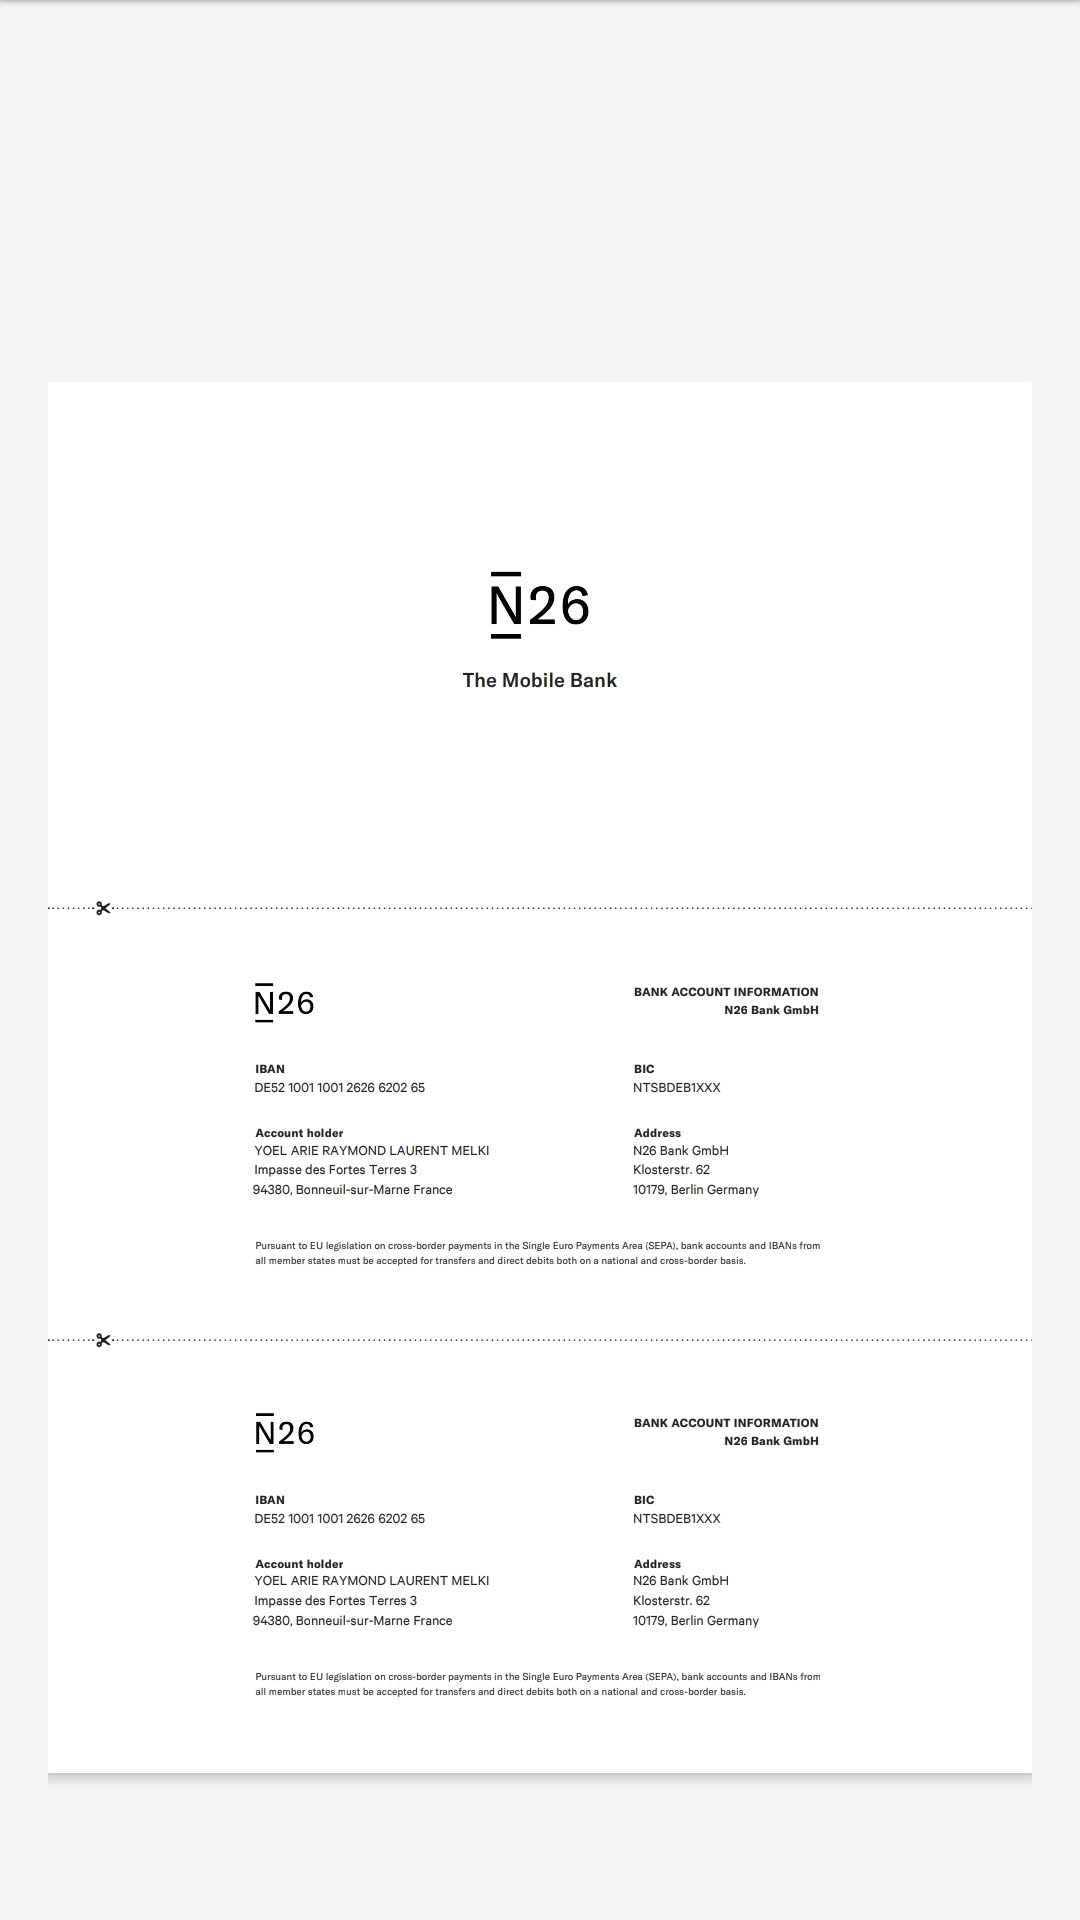 N26
The Mobile Bank
N26
BANK ACCOUNT INFORMATION
N26 Bank GmbH
IBAN
DE52 1001 1001 2626 6202 65
BIC
NTSBDEB1XXX
Account holder
YOEL ARIE RAYMOND LAURENT MELKI
Impasse des Fortes Terres 3
94380, Bonneuil-sur-Marne France
Address
N26 Bank GmbH
Klosterstr. 62
10179, Berlin Germany
Pursuant to EU legislation on cross-border payments in the Single Euro Payments Area (SEPA), bank accounts and IBANs from
all member states must be accepted for transfers and direct debits both on a national and cross-border basis.
N26
BANK ACCOUNT INFORMATION
N26 Bank GmbH
IBAN
DE52 1001 1001 2626 6202 65
BIC
NTSBDEB1XXX
Account holder
YOEL ARIE RAYMOND LAURENT MELKI
Impasse des Fortes Terres 3
94380, Bonneuil-sur-Marne France
Address
N26 Bank GmbH
Klosterstr. 62
10179, Berlin Germany
Pursuant to EU legislation on cross-border payments in the Single Euro Payments Area (SEPA), bank accounts and IBANs from
all member states must be accepted for transfers and direct debits both on a national and cross-border basis.